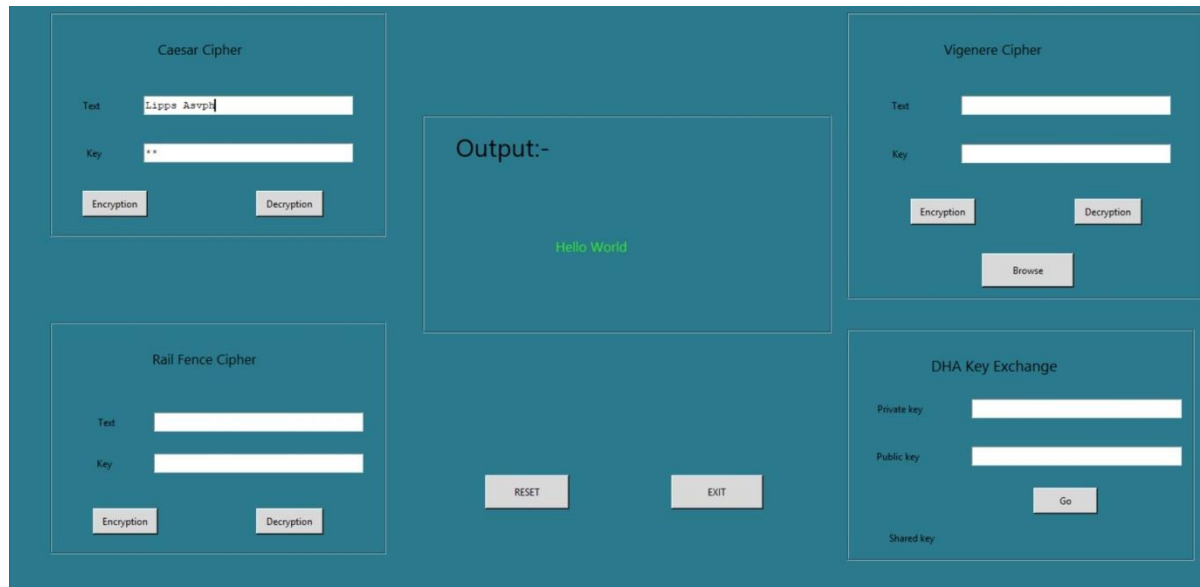 Caesar Cipher
Text
Lipps Asvph
Key
**
Encryption
Decryption
Output:-
Hello World
Vigenere Cipher
Text
Key
Encryption
Decryption
Browse
Rail Fence Cipher
Text
Key
Encryption
Decryption
RESET
EXIT
DHA Key Exchange
Private key
Public key
Go
Shared key